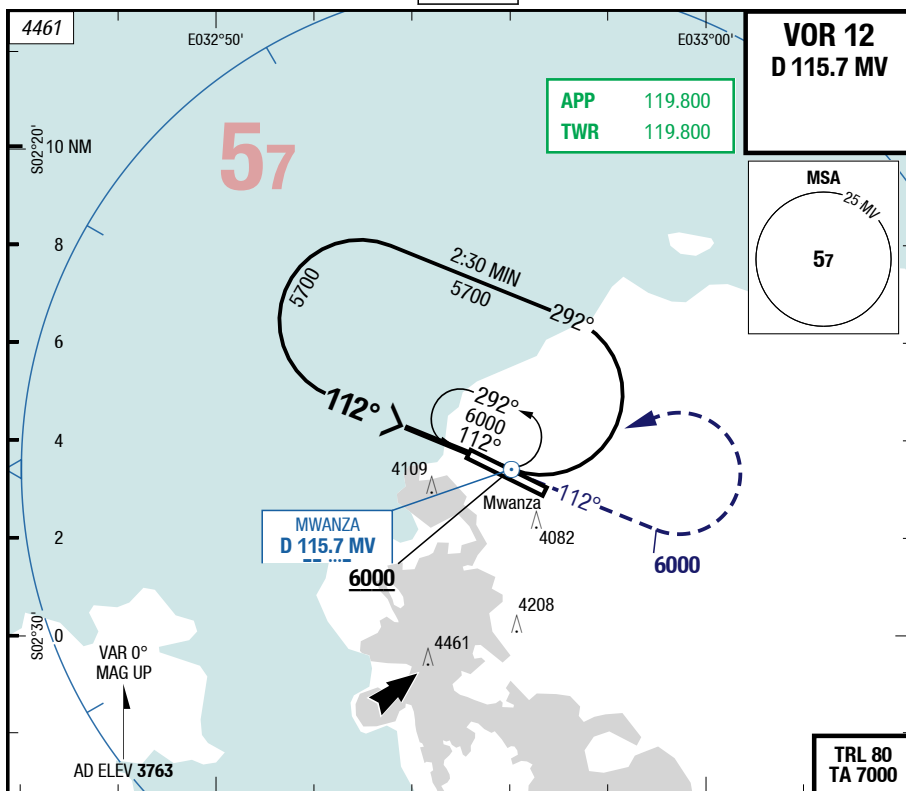 4461
E032°50'
E033°00'
VOR 12
D 115.7 MV
APP 119.800
TWR 119.800
S02°20'
10 NM
57
MSA
25 MV
57
8
2:30 MIN
5700
5700
292°
6
112°
292°
6000
112°
4
4109
Mwanza
112°
MWANZA
D 115.7 MV
4082
2
6000
6000
4208
S02°30'
0
4461
VAR 0°
MAG UP
AD ELEV 3763
TRL 80
TA 7000